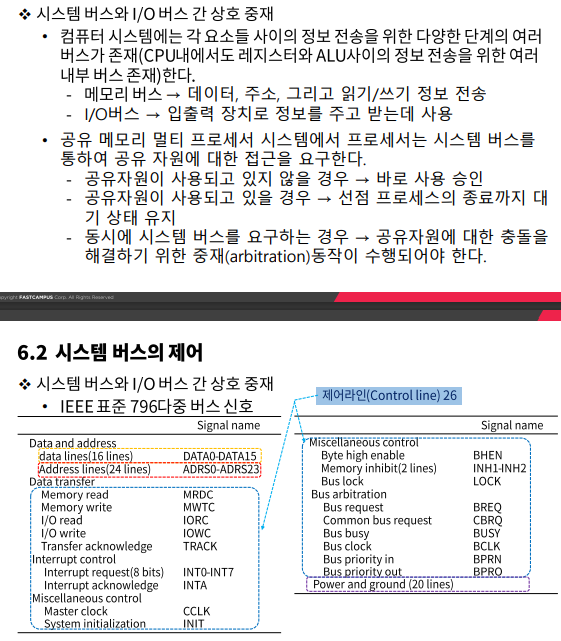 ❖ 시스템 버스와 I/O 버스 간 상호 중재
• 컴퓨터 시스템에는 각 요소들 사이의 정보 전송을 위한 다양한 단계의 여러
버스가 존재(CPU내에서도 레지스터와 ALU사이의 정보 전송을 위한 여러
내부 버스 존재)한다.
- 메모리 버스 → 데이터, 주소, 그리고 읽기/쓰기 정보 전송
- I/O버스 → 입출력 장치로 정보를 주고 받는데 사용
• 공유 메모리 멀티 프로세서 시스템에서 프로세서는 시스템 버스를
통하여 공유 자원에 대한 접근을 요구한다.
- 공유자원이 사용되고 있지 않을 경우 → 바로 사용 승인
- 공유자원이 사용되고 있을 경우 → 선점 프로세스의 종료까지 대
기 상태 유지
- 동시에 시스템 버스를 요구하는 경우 → 공유자원에 대한 충돌을
해결하기 위한 중재(arbitration)동작이 수행되어야 한다.
opyright FASTCAMPUS Corp. All Rights Reserved
6.2 시스템 버스의 제어
❖ 시스템 버스와 I/O 버스 간 상호 중재
• IEEE 표준 796다중 버스 신호
제어라인(Control line) 26
Signal name
Data and address
data lines(16 lines) DATA0-DATA15
Address lines(24 lines) ADRS0-ADRS23
Data transfer
Memory read MRDC
Memory write MWTC
I/O read IORC
I/O write IOWC
Transfer acknowledge TRACK
Interrupt control
Interrupt request(8 bits) INT0-INT7
Interrupt acknowledge INTA
Miscellaneous control
Master clock CCLK
System initialization INIT
Signal name
Miscellaneous control
Byte high enable BHEN
Memory inhibit(2 lines) INH1-INH2
Bus lock LOCK
Bus arbitration
Bus request BREQ
Common bus request CBRQ
Bus busy BUSY
Bus clock BCLK
Bus priority in BPRN
Bus priority out BPRO
Power and ground (20 lines)